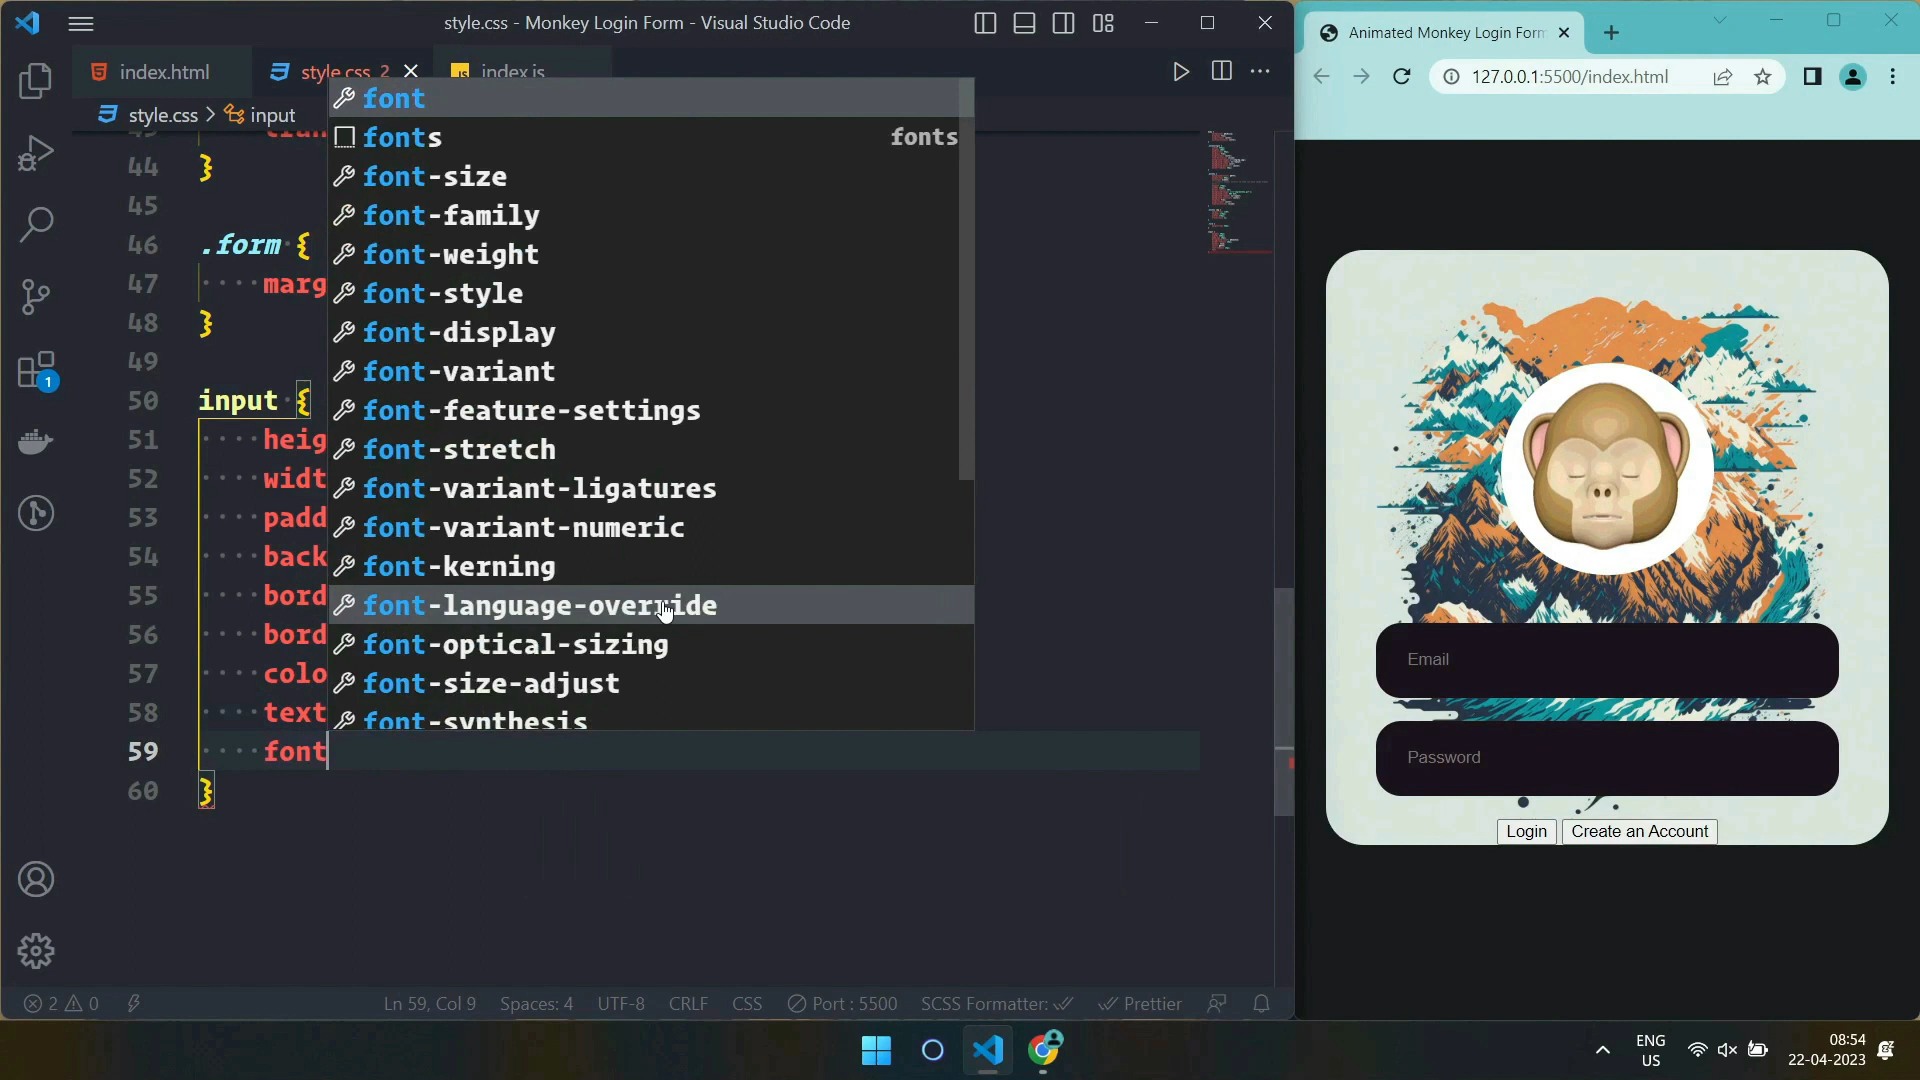 style.css - Monkey Login Form - Visual Studio Code
index.html
style.css 2
JS index.js
style.css > input
44 }
45
46 .form {
47 ····marg
48 }
49
50 input·{
51 ····heig
52 ····widt
53 ····padd
54 ····back
55 ····bord
56 ····bord
57 ····colo
58 ····text
59 ····font
60 }
font
fonts fonts
font-size
font-family
font-weight
font-style
font-display
font-variant
font-feature-settings
font-stretch
font-variant-ligatures
font-variant-numeric
font-kerning
font-language-override
font-optical-sizing
font-size-adjust
font-synthesis
1
2 0 Ln 59, Col 9 Spaces: 4 UTF-8 CRLF CSS Port : 5500 SCSS Formatter: Prettier
Animated Monkey Login Form
127.0.0.1:5500/index.html
Email
Password
Login Create an Account
ENG
US
08:54
22-04-2023